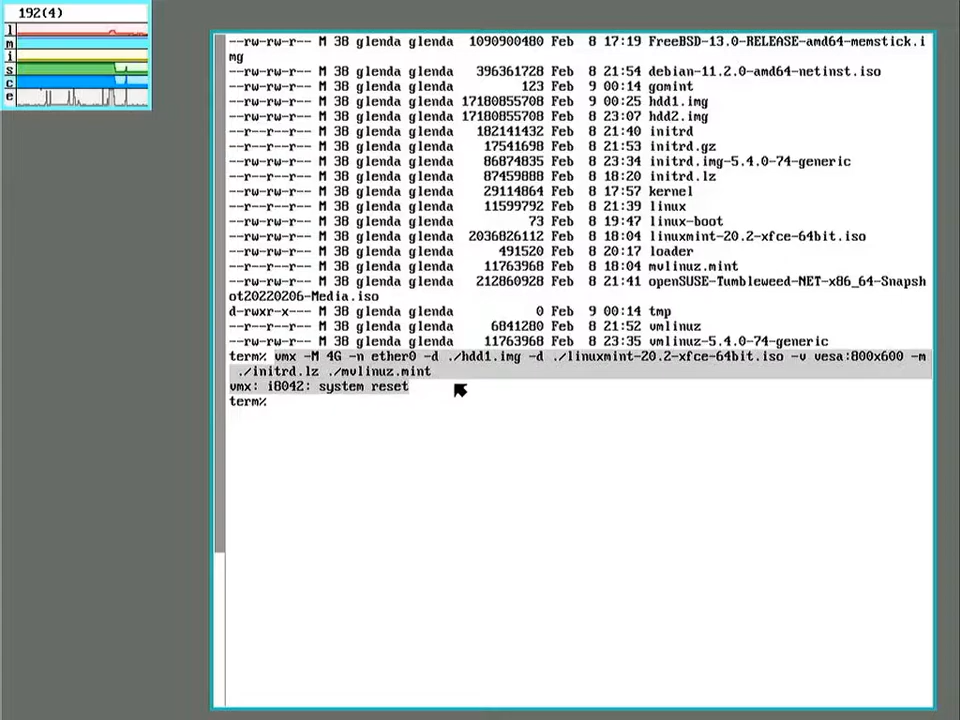 192(4)
l
m
i
s
c
e
--rw-rw-r-- M 38 glenda glenda 1090900480 Feb 8 17:19 FreeBSD-13.0-RELEASE-amd64-memstick.i
mg
--rw-rw-r-- M 38 glenda glenda 396361728 Feb 8 21:54 debian-11.2.0-amd64-netinst.iso
--rw-rw-r-- M 38 glenda glenda 123 Feb 9 00:14 gomint
--rw-rw-r-- M 38 glenda glenda 17180855708 Feb 9 00:25 hdd1.img
--rw-rw-r-- M 38 glenda glenda 17180855708 Feb 8 23:07 hdd2.img
--rw-rw-r-- M 38 glenda glenda 182141432 Feb 8 21:40 initrd
--rw-rw-r-- M 38 glenda glenda 17541698 Feb 8 21:53 initrd.gz
--rw-rw-r-- M 38 glenda glenda 86874835 Feb 8 23:34 initrd.img-5.4.0-74-generic
--rw-rw-r-- M 38 glenda glenda 87459888 Feb 8 18:20 initrd.lz
--rw-rw-r-- M 38 glenda glenda 29114864 Feb 8 17:57 kernel
--rw-rw-r-- M 38 glenda glenda 11599792 Feb 8 21:39 linux
--rw-rw-r-- M 38 glenda glenda 73 Feb 8 19:47 linux-boot
--rw-rw-r-- M 38 glenda glenda 2036826112 Feb 8 18:04 linuxmint-20.2-xfce-64bit.iso
--rw-rw-r-- M 38 glenda glenda 491520 Feb 8 20:17 loader
--rw-rw-r-- M 38 glenda glenda 11763968 Feb 8 18:04 mvlinuz.mint
--rw-rw-r-- M 38 glenda glenda 212860928 Feb 8 21:41 openSUSE-Tumbleweed-NET-x86_64-Snapsh
ot20220206-Media.iso
d-rwxr-x--- M 38 glenda glenda 0 Feb 9 00:14 tmp
--r--rw-r-- M 38 glenda glenda 6841280 Feb 8 21:52 vmlinuz
--rw-rw-r-- M 38 glenda glenda 11763968 Feb 8 23:35 vmlinuz-5.4.0-74-generic
term% vmx -M 4G -n ether0 -d ./hdd1.img -d ./linuxmint-20.2-xfce-64bit.iso -v vesa:800x600 -m
./initrd.lz ./mvlinuz.mint
vmx: i8042: system reset
term%